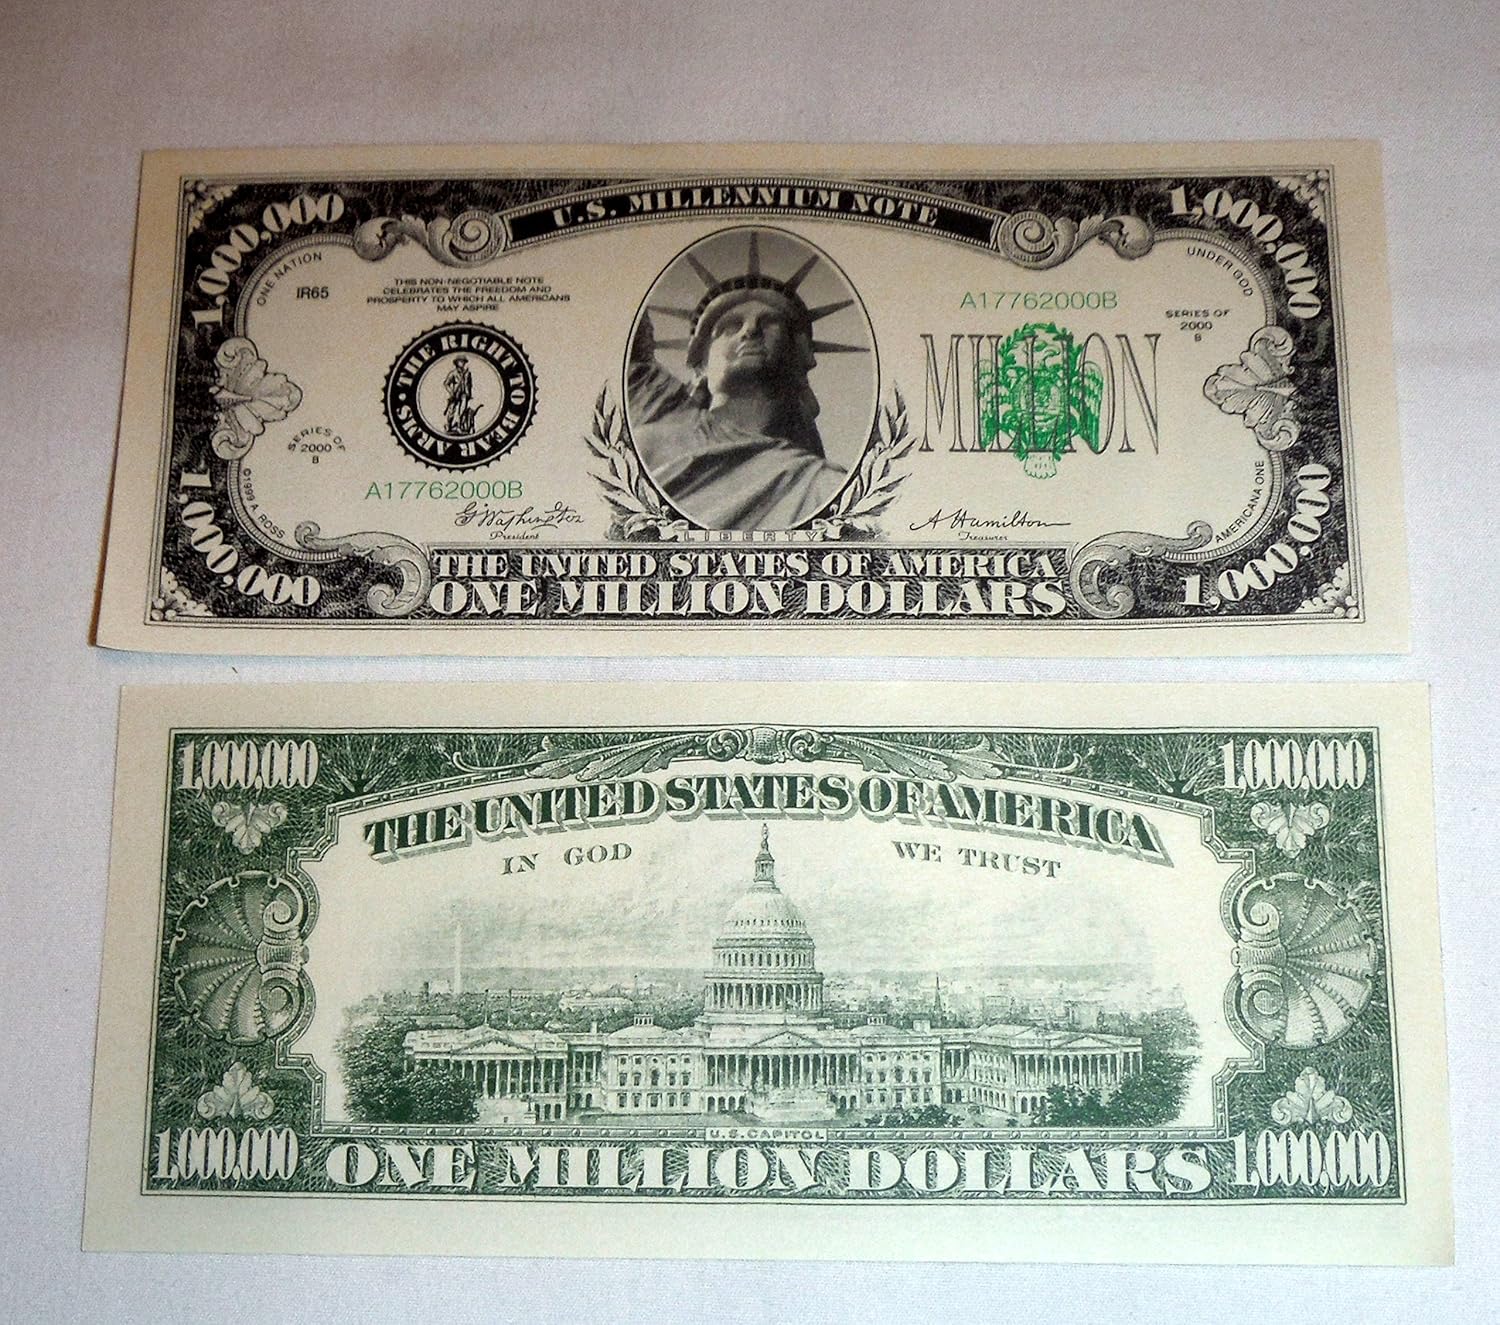 U.S. MILLENNIUM NOTE
1,000,000
1,000,000
ONE NATION
UNDER GOD
IR65
THIS NON-NEGOTIABLE NOTE
CELEBRATES THE FREEDOM AND
PROSPERITY TO WHICH ALL AMERICANS
MAY ASPIRE
A17762000B
SERIES OF
2000
B
THE RIGHT TO BEAR ARMS
MILLION
SERIES OF
2000
B
A17762000B
©1999 A. ROSS
AMERICANA ONE
G Washington
President
A Hamilton
Treasurer
LIBERTY
1,000,000
1,000,000
THE UNITED STATES OF AMERICA
ONE MILLION DOLLARS
1,000,000
1,000,000
THE UNITED STATES OF AMERICA
IN GOD WE TRUST
U.S. CAPITOL
1,000,000 ONE MILLION DOLLARS 1,000,000